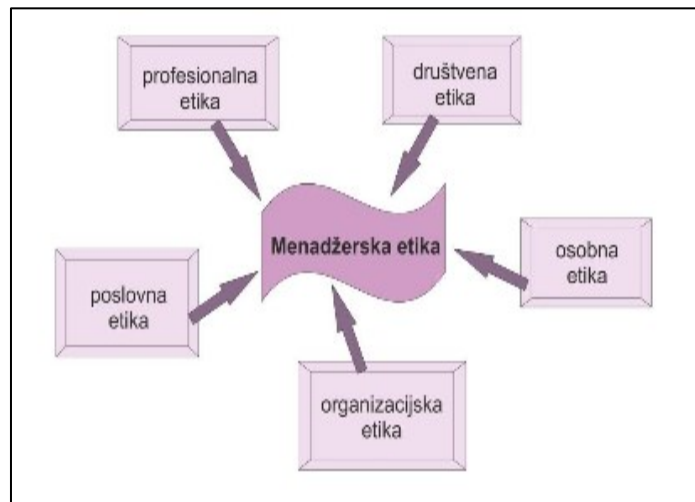 profesionalna
etika
društvena
etika
Menadžerska etika
osobna
etika
poslovna
etika
organizacijska
etika